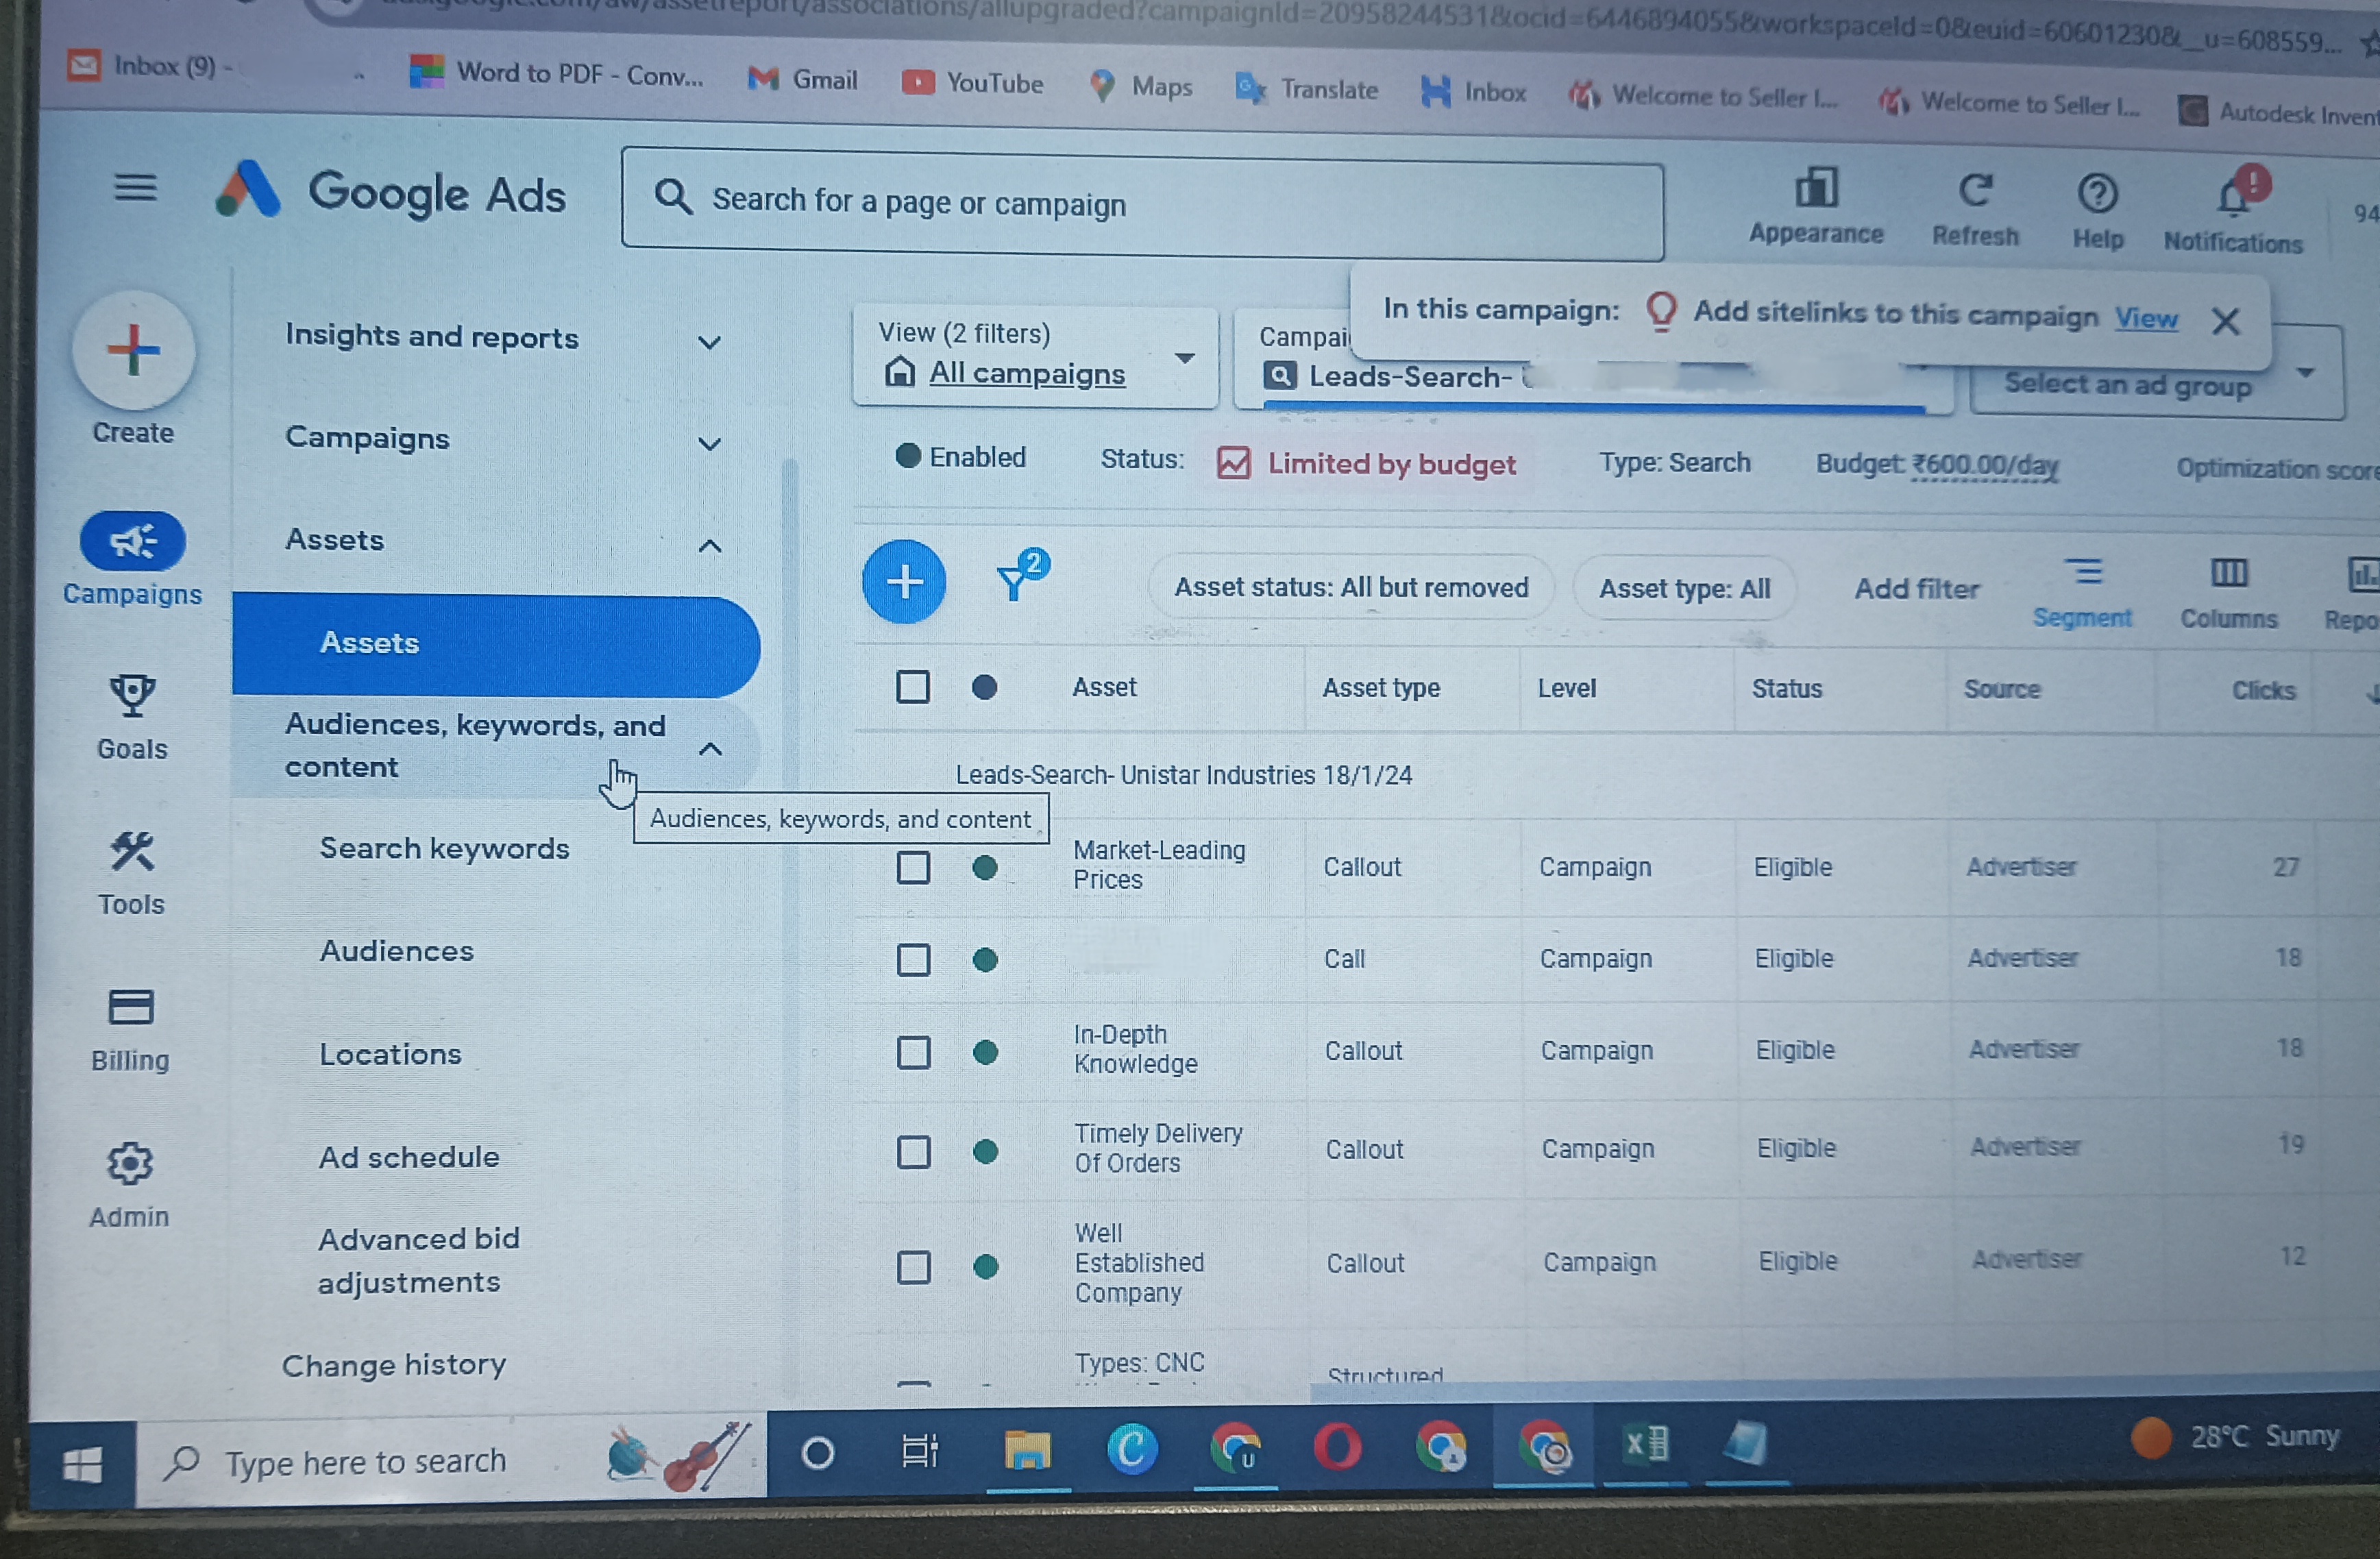 /assetreport/associations/allupgraded?campaignId=20958244531&ocid=6446894055&workspaceId=0&euid=60601230&__u=608559...
Inbox (9) -
Word to PDF - Conv...
Gmail
YouTube
Maps
Translate
Inbox
Welcome to Seller I...
Welcome to Seller I...
Autodesk Invent
Google Ads
Search for a page or campaign
Appearance
Refresh
Help
Notifications
94
In this campaign: Add sitelinks to this campaign View
Create
Campaigns
Goals
Tools
Billing
Admin
Insights and reports
Campaigns
Assets
Assets
Audiences, keywords, and
content
Audiences, keywords, and content
Search keywords
Audiences
Locations
Ad schedule
Advanced bid
adjustments
Change history
View (2 filters)
All campaigns
Campai
Leads-Search-
Select an ad group
Enabled Status: Limited by budget Type: Search Budget: ₹600.00/day Optimization score
2
Asset status: All but removed
Asset type: All
Add filter
Segment
Columns
Repo
Asset Asset type Level Status Source Clicks
Leads-Search- Unistar Industries 18/1/24
Market-Leading
Prices
Callout Campaign Eligible Advertiser 27
Call Campaign Eligible Advertiser 18
In-Depth
Knowledge
Callout Campaign Eligible Advertiser 18
Timely Delivery
Of Orders
Callout Campaign Eligible Advertiser 19
Well
Established
Company
Callout Campaign Eligible Advertiser 12
Types: CNC
Structured
Type here to search
28°C Sunny